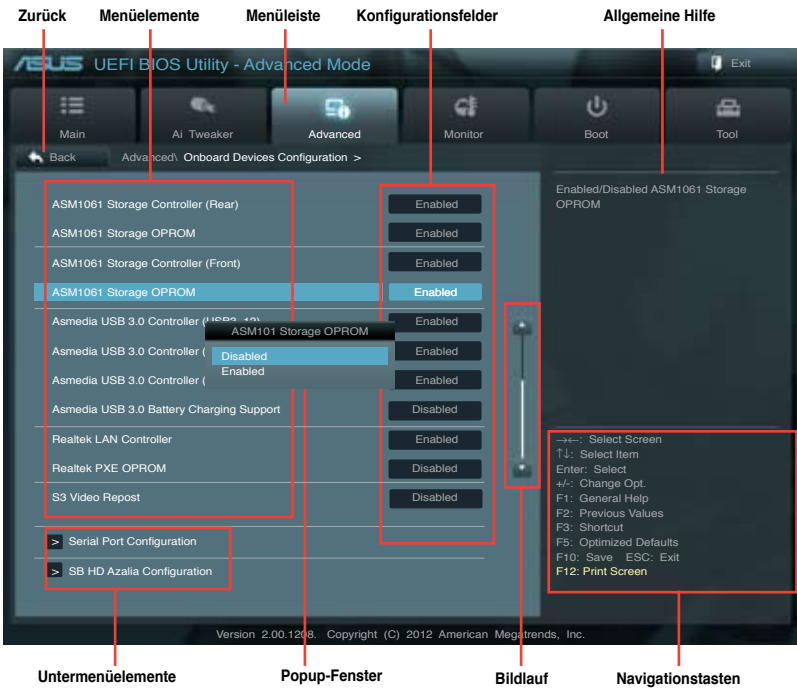 Zurück Menüelemente Menüleiste Konfigurationsfelder Allgemeine Hilfe
ASUS UEFI BIOS Utility - Advanced Mode Exit
Main Ai Tweaker Advanced Monitor Boot Tool
Back Advanced\ Onboard Devices Configuration >
Enabled/Disabled ASM1061 Storage
OPROM
ASM1061 Storage Controller (Rear) Enabled
ASM1061 Storage OPROM Enabled
ASM1061 Storage Controller (Front) Enabled
ASM1061 Storage OPROM Enabled
Asmedia USB 3.0 Controller (USB3_12) Enabled
ASM101 Storage OPROM
Asmedia USB 3.0 Controller ( Enabled
Disabled
Enabled
Asmedia USB 3.0 Controller ( Enabled
Asmedia USB 3.0 Battery Charging Support Disabled
Realtek LAN Controller Enabled
Realtek PXE OPROM Disabled
S3 Video Repost Disabled
> Serial Port Configuration
> SB HD Azalia Configuration
→←: Select Screen
↑↓: Select Item
Enter: Select
+/-: Change Opt.
F1: General Help
F2: Previous Values
F3: Shortcut
F5: Optimized Defaults
F10: Save ESC: Exit
F12: Print Screen
Version 2.00.1208. Copyright (C) 2012 American Megatrends, Inc.
Untermenüelemente Popup-Fenster Bildlauf Navigationstasten